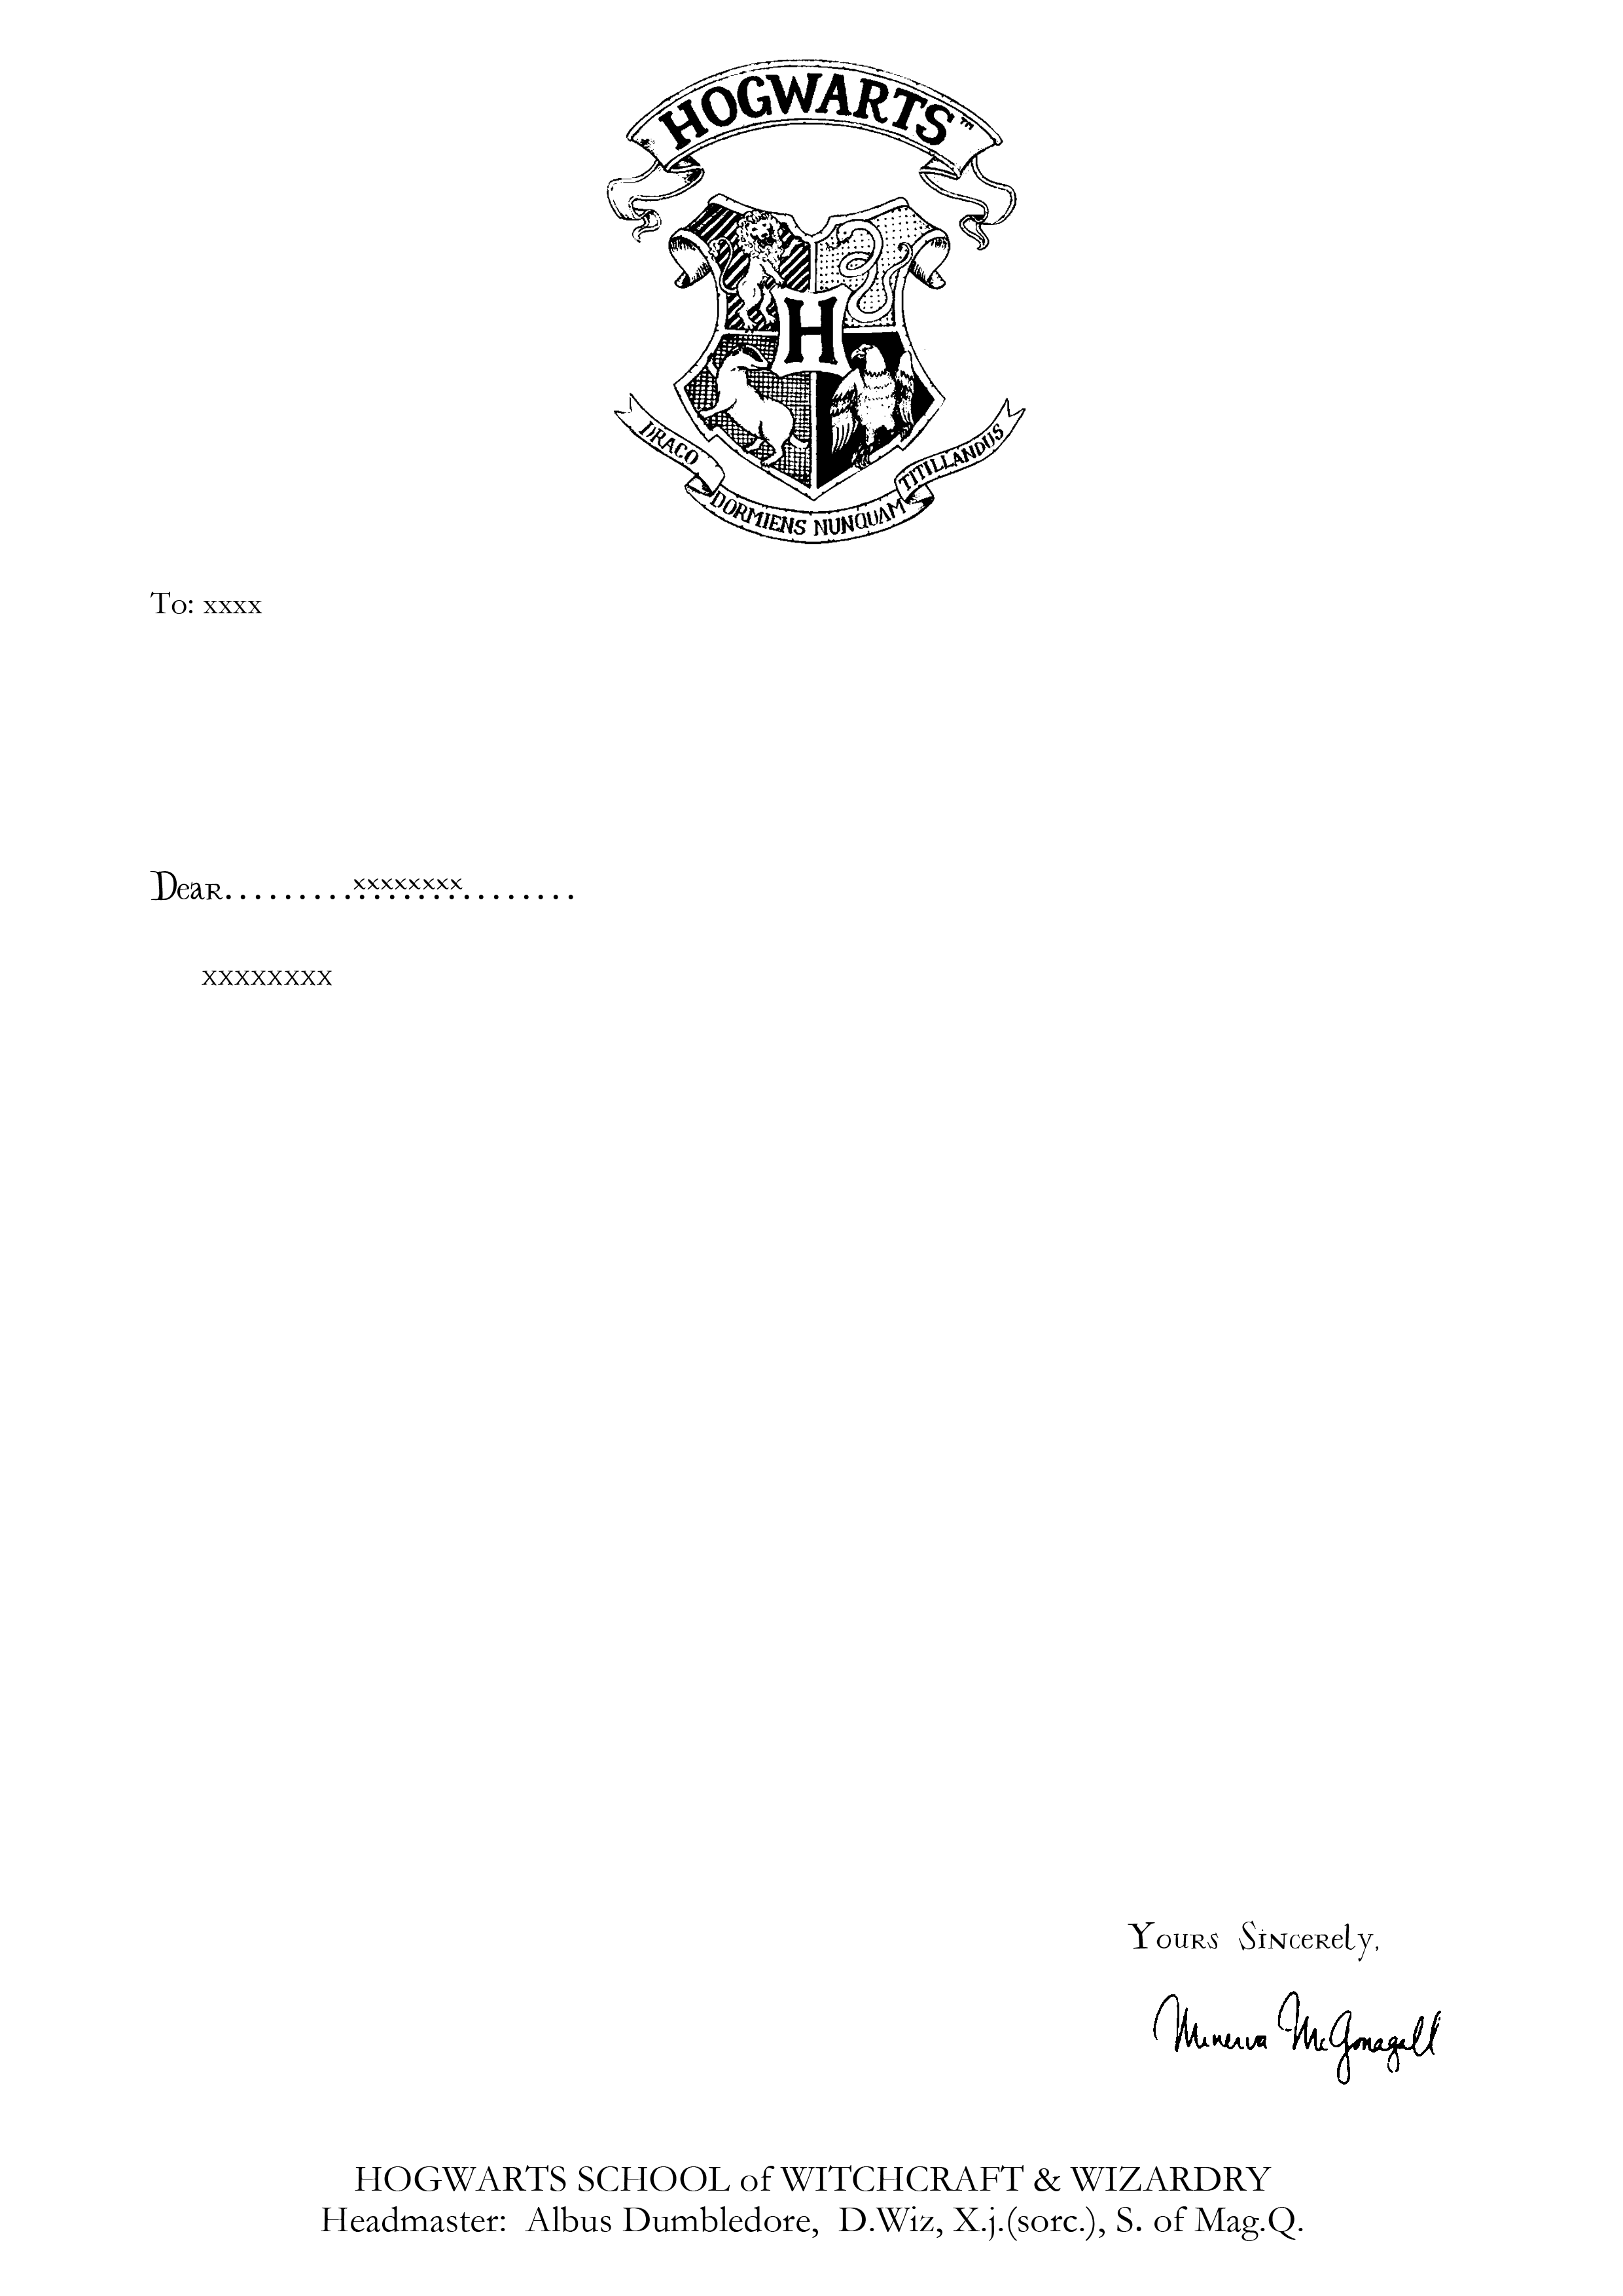 HOGWARTS™
H
DRACO
DORMIENS NUNQUAM
TITILLANDUS
To: xxxx
Dear........xxxxxxxx........
xxxxxxxx
Yours Sincerely,
Minerva McGonagall
HOGWARTS SCHOOL of WITCHCRAFT & WIZARDRY
Headmaster: Albus Dumbledore, D.Wiz, X.j.(sorc.), S. of Mag.Q.